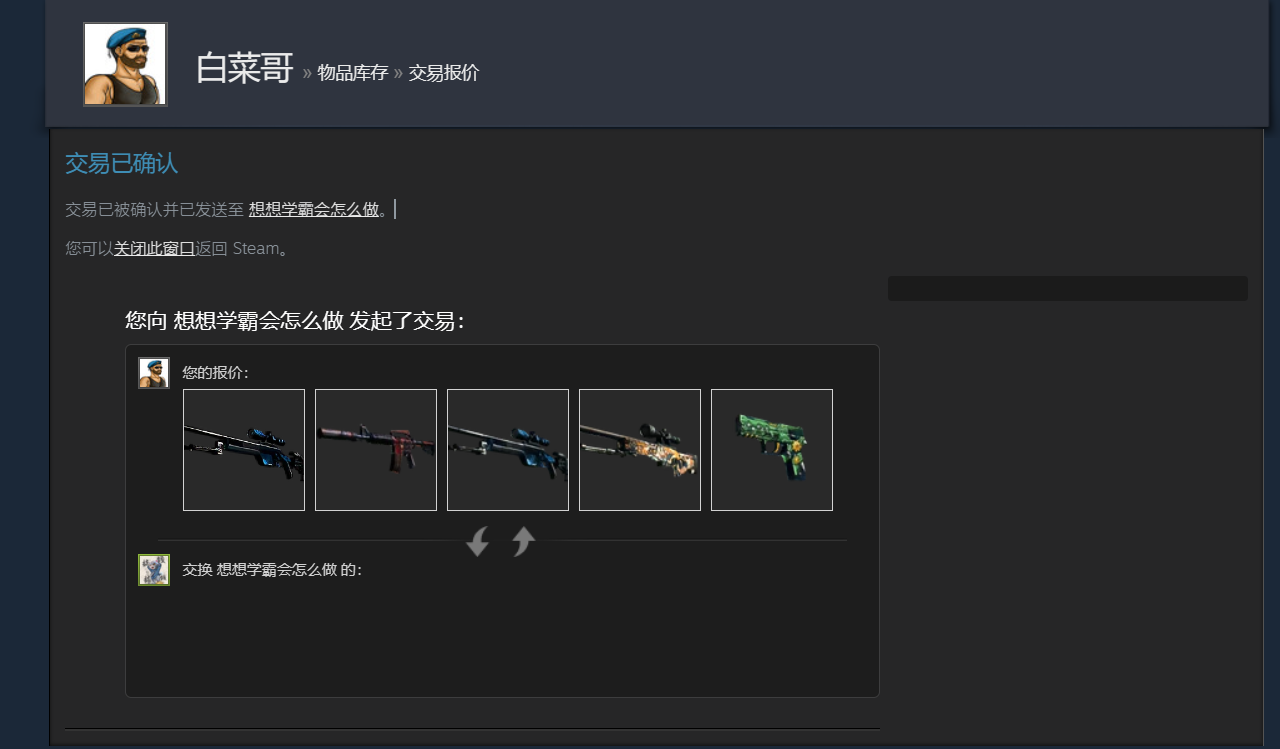 白菜哥 » 物品库存 » 交易报价
交易已确认
交易已被确认并已发送至 想想学霸会怎么做。
您可以关闭此窗口返回 Steam。
您向 想想学霸会怎么做 发起了交易：
您的报价：
交换 想想学霸会怎么做 的：